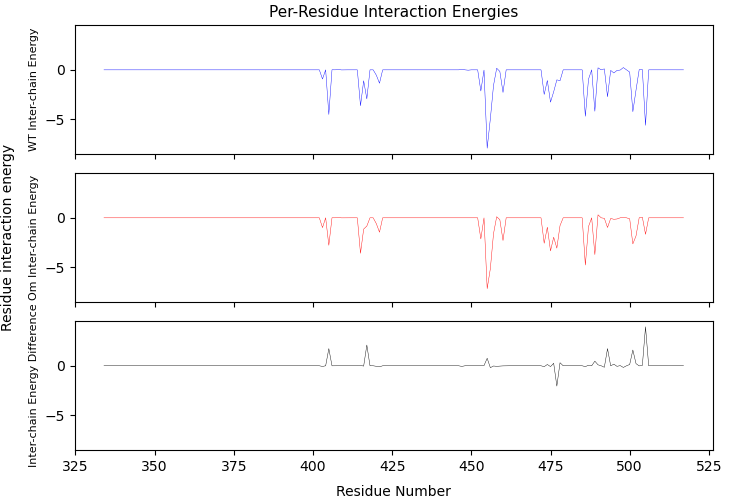 Per-Residue Interaction Energies
Residue interaction energy
WT Inter-chain Energy
0
−5
Om Inter-chain Energy
0
−5
Inter-chain Energy Difference
0
−5
325
350
375
400
425
450
475
500
525
Residue Number